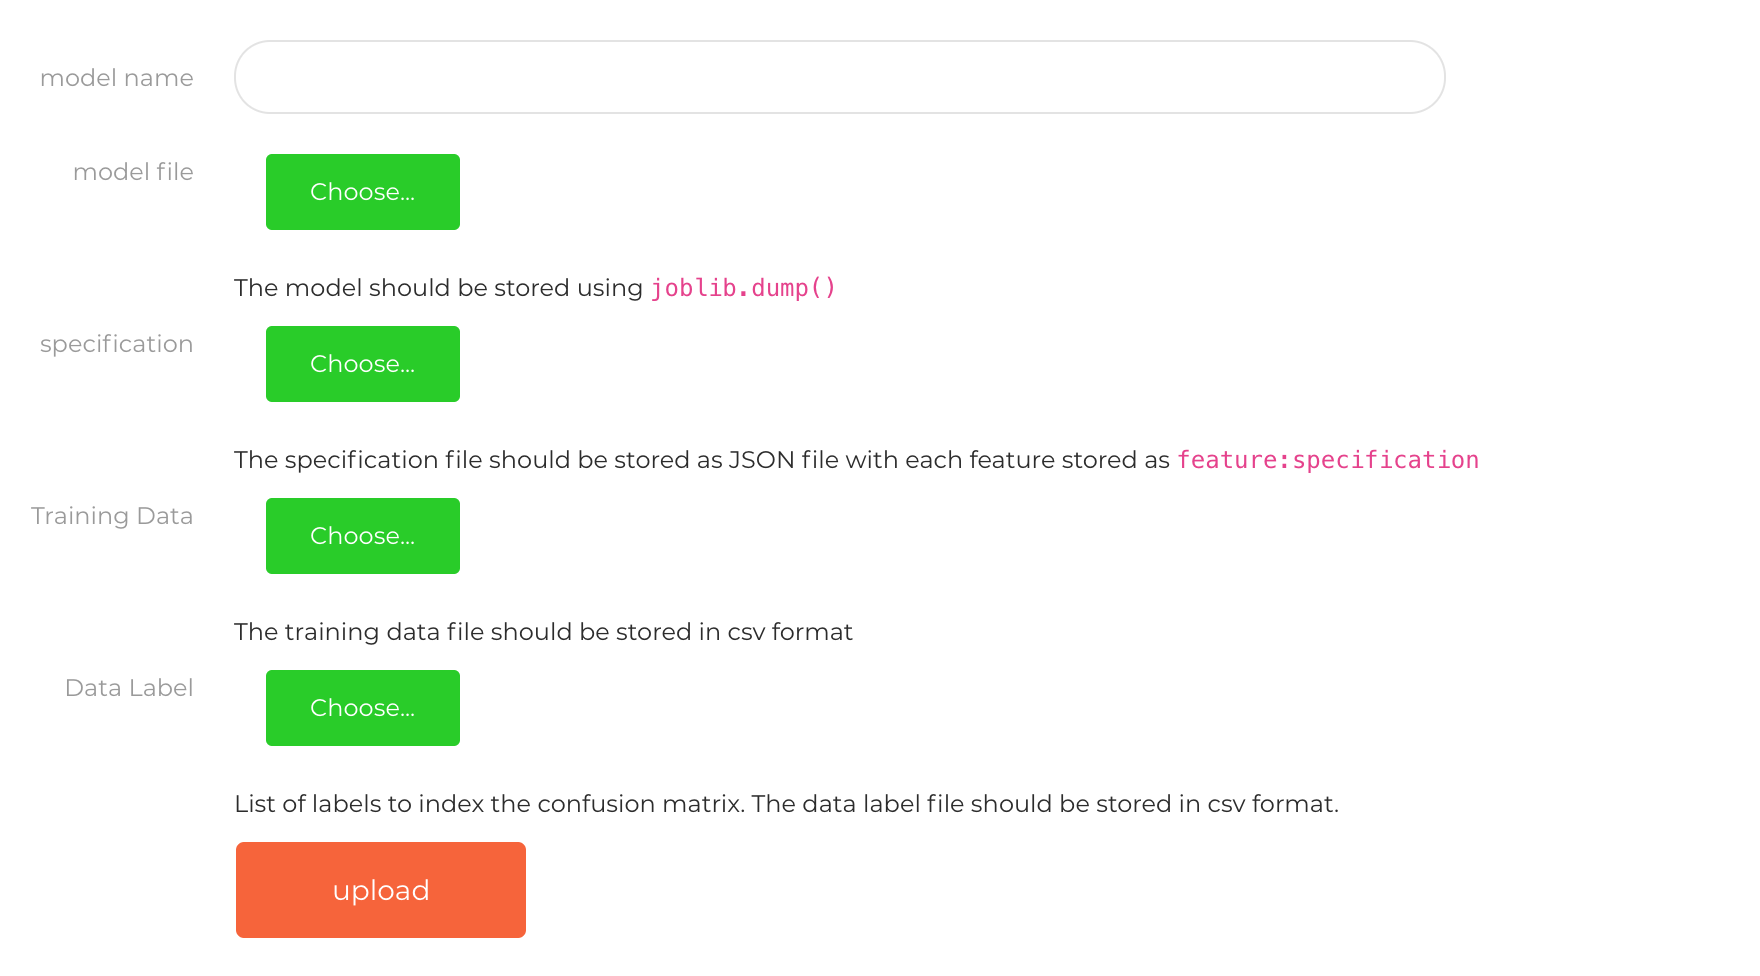 model name
model file
Choose...
The model should be stored using joblib.dump()
specification
Choose...
The specification file should be stored as JSON file with each feature stored as feature:specification
Training Data
Choose...
The training data file should be stored in csv format
Data Label
Choose...
List of labels to index the confusion matrix. The data label file should be stored in csv format.
upload